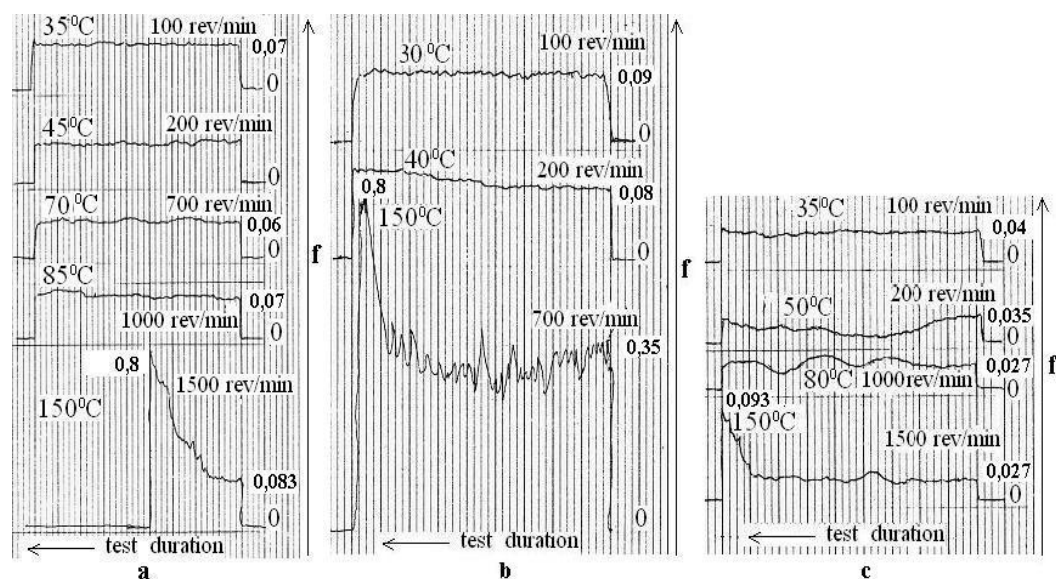 35⁰C 100 rev/min 0,07
0
45⁰C 200 rev/min
0
70⁰C 700 rev/min 0,06
0
85⁰C 0,07
1000 rev/min 0
0,8 1500 rev/min
150⁰C
0,083
0
← test duration
a
f
30⁰C 100 rev/min 0,09
0
40⁰C 200 rev/min 0,08
0,8
150⁰C
0
700 rev/min
0,35
0
← test duration
b
f
35⁰C 100 rev/min 0,04
0
50⁰C 200 rev/min 0,035
0
80⁰C 1000rev/min 0,027
0
0,093
150⁰C
1500 rev/min
0,027
0
← test duration
c
f